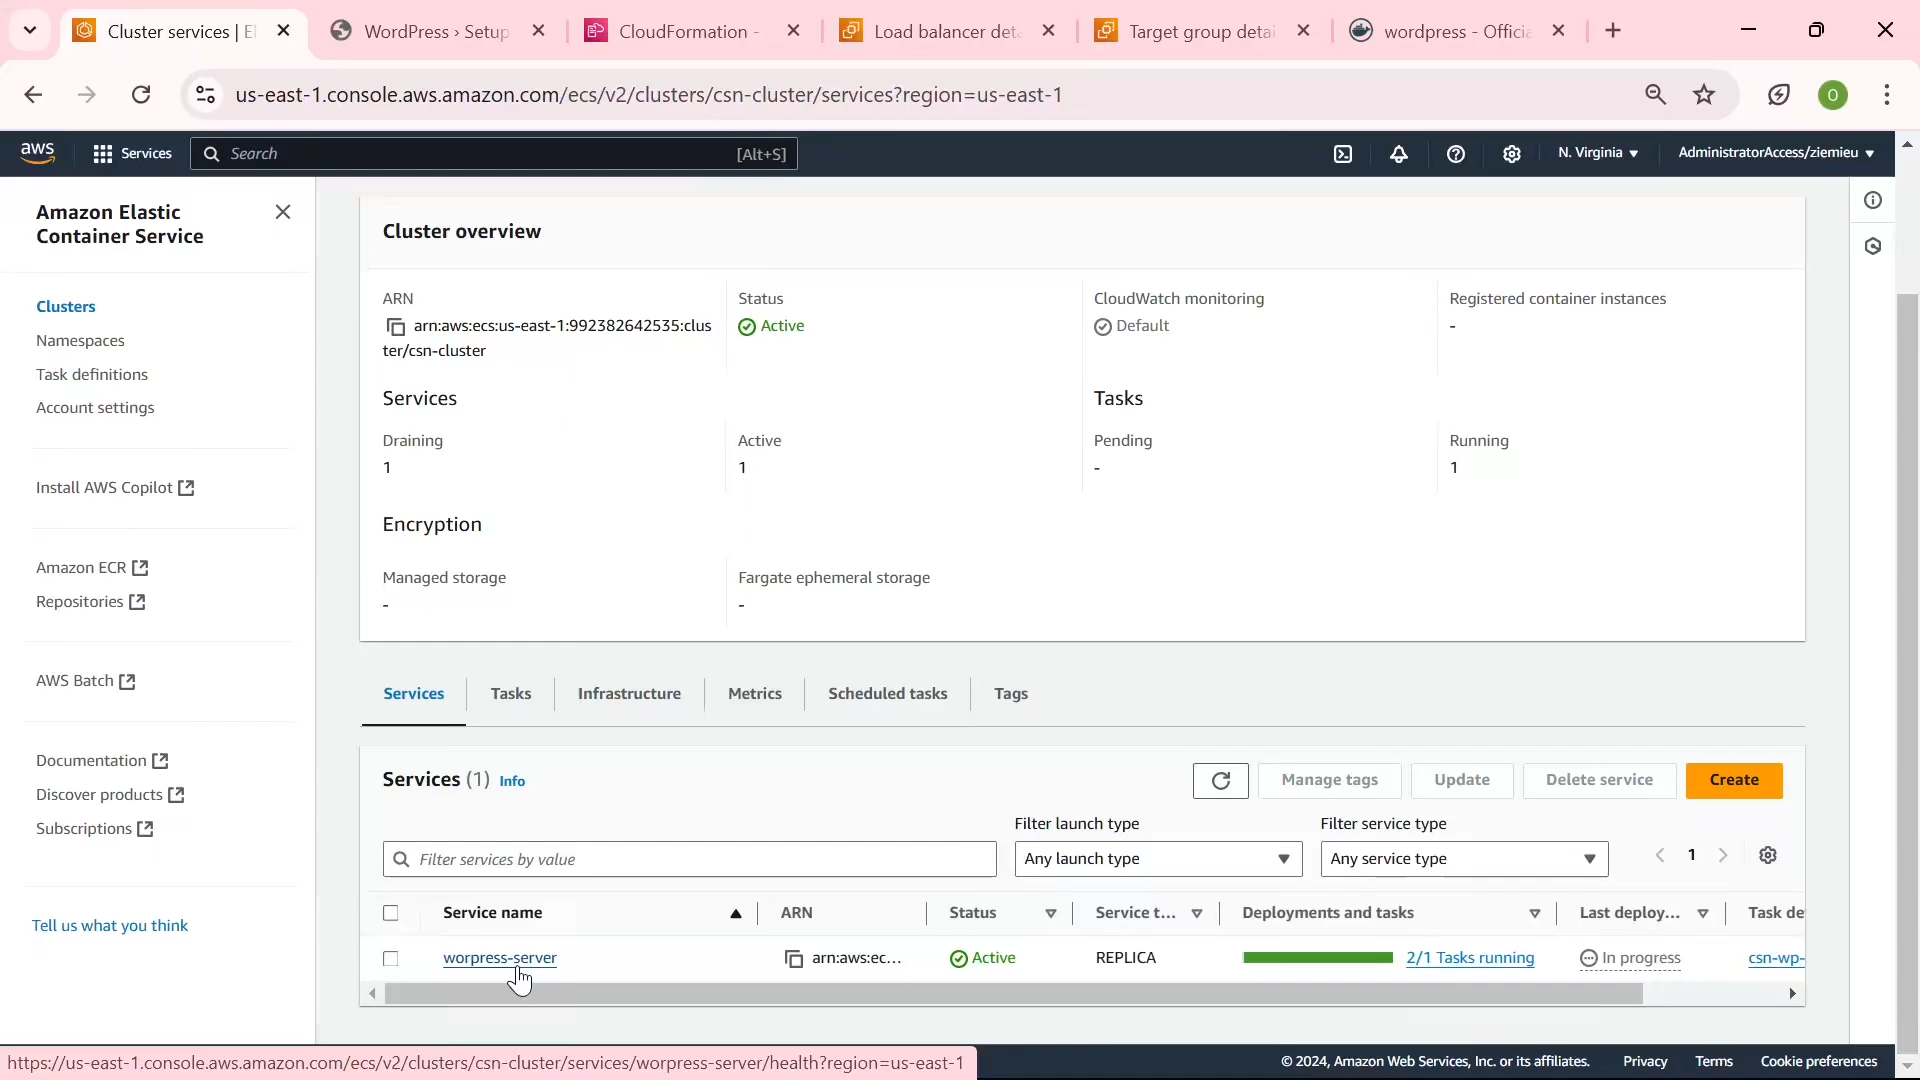 Cluster services | E
WordPress › Setup
CloudFormation -
Load balancer det
Target group detai
wordpress - Officia
us-east-1.console.aws.amazon.com/ecs/v2/clusters/csn-cluster/services?region=us-east-1
O
aws
Services
Search
[Alt+S]
N. Virginia
AdministratorAccess/ziemieu
Amazon Elastic
Container Service
Clusters
Namespaces
Task definitions
Account settings
Install AWS Copilot
Amazon ECR
Repositories
AWS Batch
Documentation
Discover products
Subscriptions
Tell us what you think
Cluster overview
ARN
arn:aws:ecs:us-east-1:992382642535:clus
ter/csn-cluster
Status
Active
CloudWatch monitoring
Default
Registered container instances
-
Services
Tasks
Draining
1
Active
1
Pending
-
Running
1
Encryption
Managed storage
-
Fargate ephemeral storage
-
Services
Tasks
Infrastructure
Metrics
Scheduled tasks
Tags
Services (1) Info
Manage tags
Update
Delete service
Create
Filter launch type
Filter service type
Filter services by value
Any launch type
Any service type
1
Service name
ARN
Status
Service t...
Deployments and tasks
Last deploy...
Task de
worpress-server
arn:aws:ec...
Active
REPLICA
2/1 Tasks running
In progress
csn-wp-
https://us-east-1.console.aws.amazon.com/ecs/v2/clusters/csn-cluster/services/worpress-server/health?region=us-east-1
© 2024, Amazon Web Services, Inc. or its affiliates.
Privacy
Terms
Cookie preferences